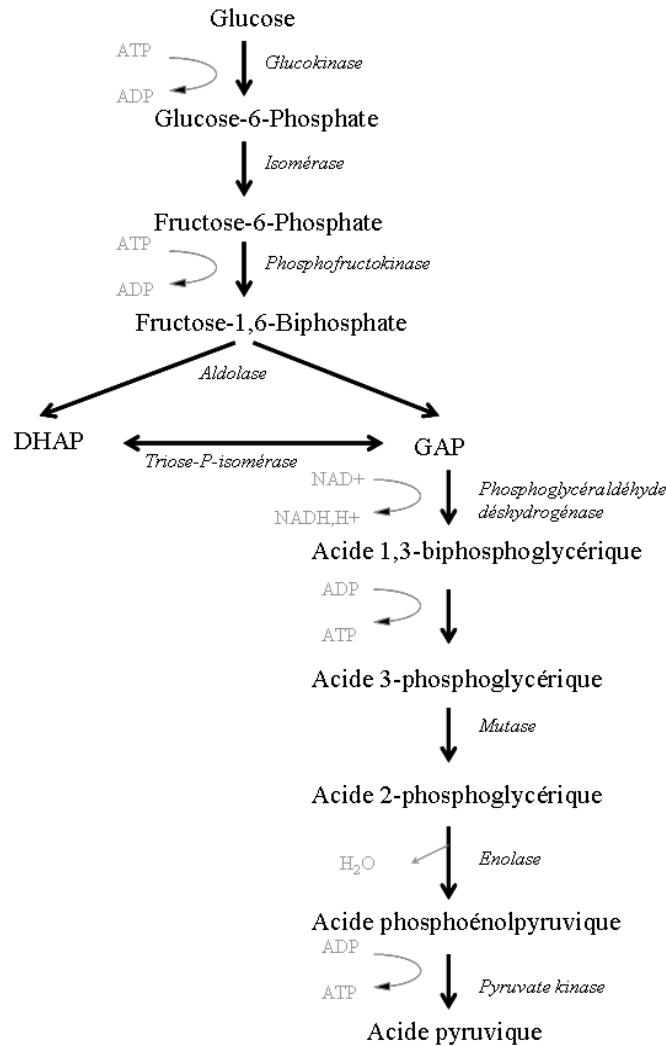 Glucose
ATP
Glucokinase
ADP
Glucose-6-Phosphate
Isomérase
Fructose-6-Phosphate
ATP
Phosphofructokinase
ADP
Fructose-1,6-Biphosphate
Aldolase
DHAP
GAP
Triose-P-isomérase
NAD+
Phosphoglycéraldéhyde
déshydrogénase
NADH,H+
Acide 1,3-biphosphoglycérique
ADP
ATP
Acide 3-phosphoglycérique
Mutase
Acide 2-phosphoglycérique
Enolase
H₂O
Acide phosphoénolpyruvique
ADP
Pyruvate kinase
ATP
Acide pyruvique